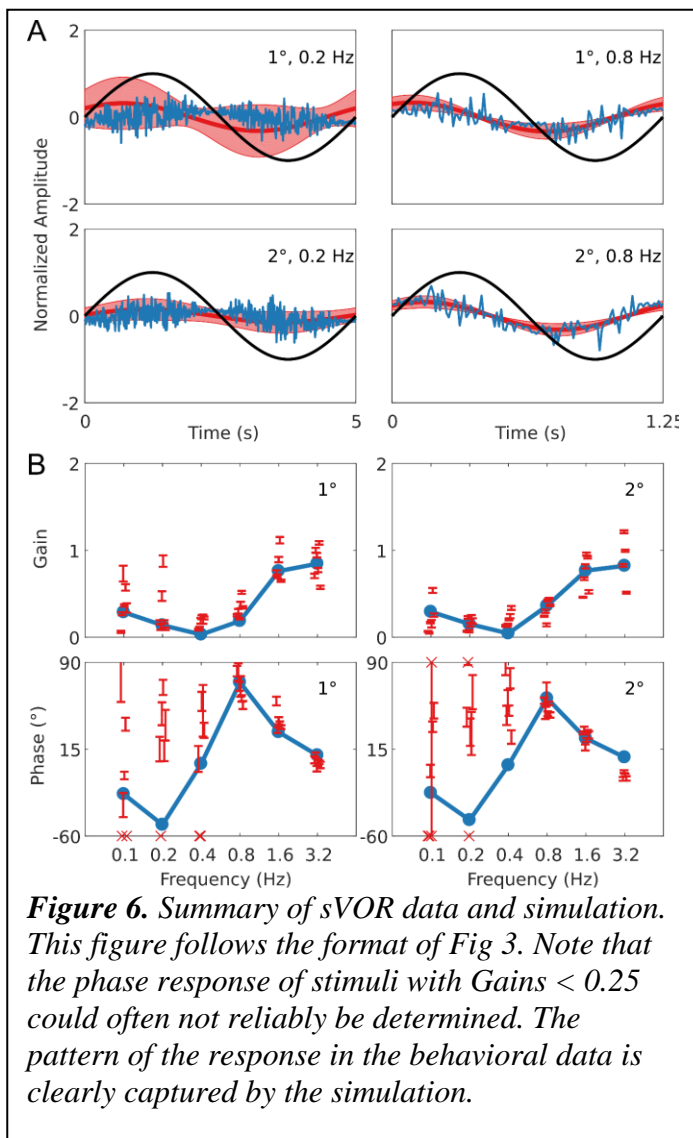 A
2
1°, 0.2 Hz
1°, 0.8 Hz
0
-2
2
2°, 0.2 Hz
2°, 0.8 Hz
0
-2
Normalized Amplitude
0
5
0
1.25
Time (s)
Time (s)
B
2
1°
2°
1
0
Gain
90
1°
2°
15
-60
Phase (°)
0.1 0.2 0.4 0.8 1.6 3.2
0.1 0.2 0.4 0.8 1.6 3.2
Frequency (Hz)
Frequency (Hz)
Figure 6. Summary of sVOR data and simulation.
This figure follows the format of Fig 3. Note that
the phase response of stimuli with Gains < 0.25
could often not reliably be determined. The
pattern of the response in the behavioral data is
clearly captured by the simulation.